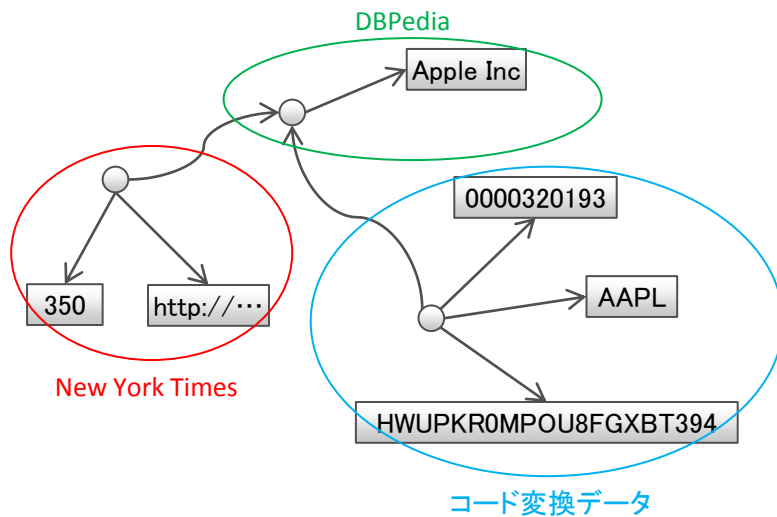 DBPedia
Apple Inc
0000320193
350
http://…
AAPL
New York Times
HWUPKR0MPOU8FGXBT394
コード変換データ